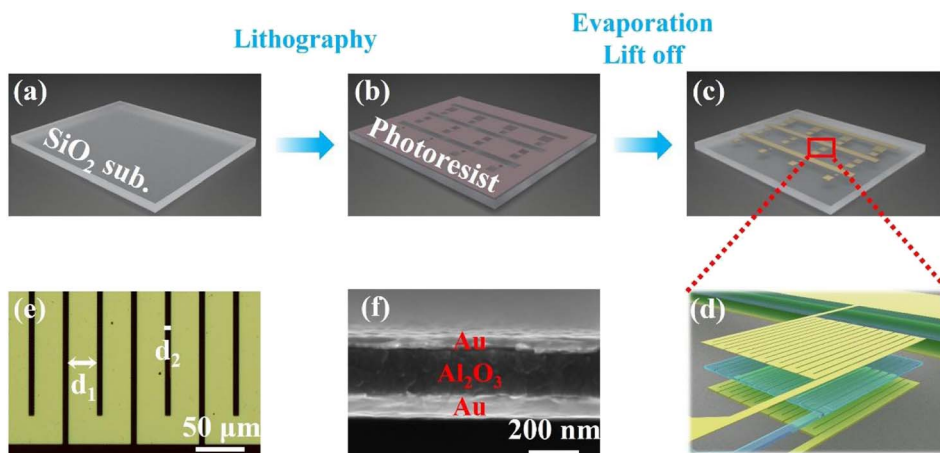 Lithography
Evaporation
Lift off
(a)
SiO₂ sub.
(b)
Photoresist
(c)
(e)
d₁
d₂
50 μm
(f)
Au
Al₂O₃
Au
200 nm
(d)